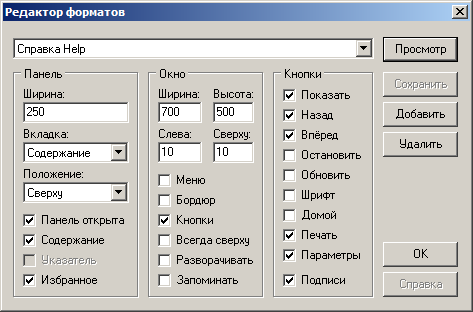 Редактор форматов
Справка Help
Просмотр
Сохранить
Добавить
Удалить
OK
Справка
Панель
Ширина:
250
Вкладка:
Содержание
Положение:
Сверху
Панель открыта
Содержание
Указатель
Избранное
Окно
Ширина: Высота:
700 500
Слева: Сверху:
10 10
Меню
Бордюр
Кнопки
Всегда сверху
Разворачивать
Запоминать
Кнопки
Показать
Назад
Впёред
Остановить
Обновить
Шрифт
Домой
Печать
Параметры
Подписи